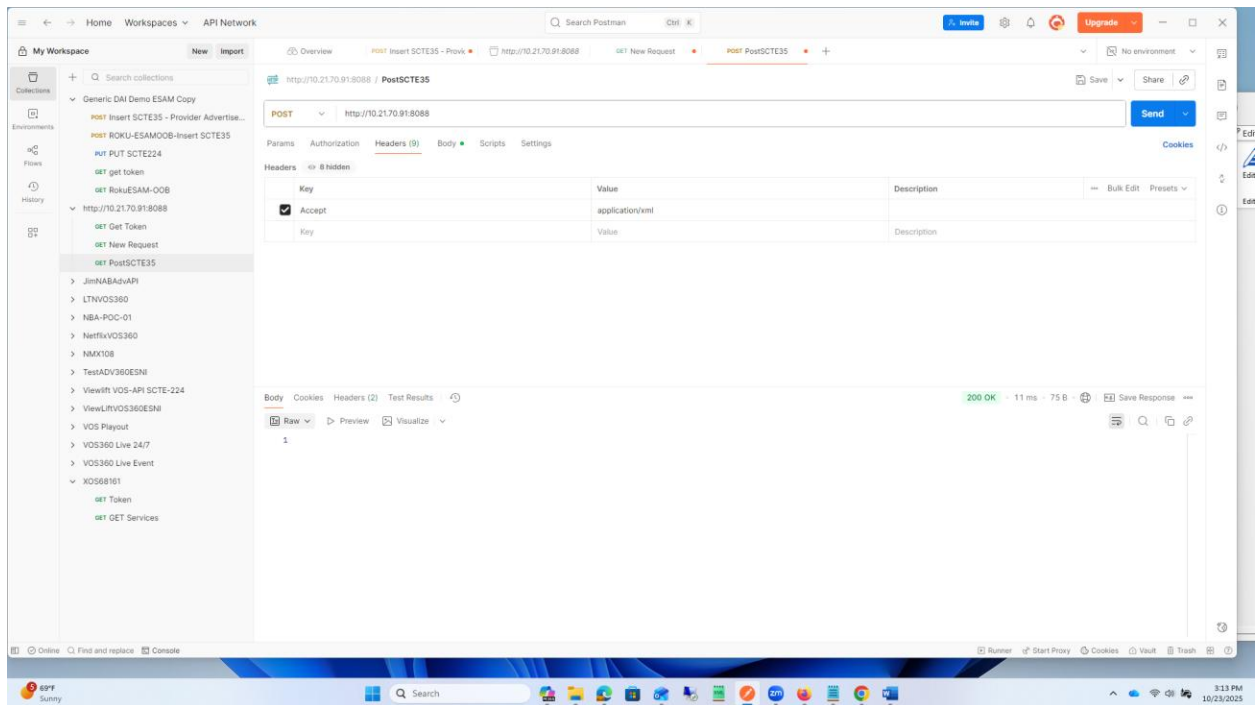 Home Workspaces API Network Search Postman Ctrl K Invite Upgrade
My Workspace New Import Overview POST Insert SCTE35 - Provic http://10.21.70.91:8088 GET New Request POST PostSCTE35 + No environment
Collections
Environments
Flows
History
Search collections
Generic DAI Demo ESAM Copy
POST Insert SCTE35 - Provider Advertise...
POST ROKU-ESAMOOB-Insert SCTE35
PUT PUT SCTE224
GET get token
GET RokuESAM-OOB
http://10.21.70.91:8088
GET Get Token
GET New Request
GET PostSCTE35
JimNABAdvAPI
LTNVOS360
NBA-POC-01
NetflixVOS360
NMX108
TestADV360ESNI
Viewlift VOS-API SCTE-224
ViewLiftVOS360ESNI
VOS Playout
VOS360 Live 24/7
VOS360 Live Event
XOS68161
GET Token
GET GET Services
http://10.21.70.91:8088 / PostSCTE35 Save Share
POST http://10.21.70.91:8088 Send
Params Authorization Headers (9) Body Scripts Settings Cookies
Headers 8 hidden
Key Value Description Bulk Edit Presets
Accept application/xml
Key Value Description
Body Cookies Headers (2) Test Results 200 OK 11 ms 75 B Save Response
Raw Preview Visualize
1
Online Find and replace Console Runner Start Proxy Cookies Vault Trash
69°F
Sunny
Search
3:13 PM
10/23/2025